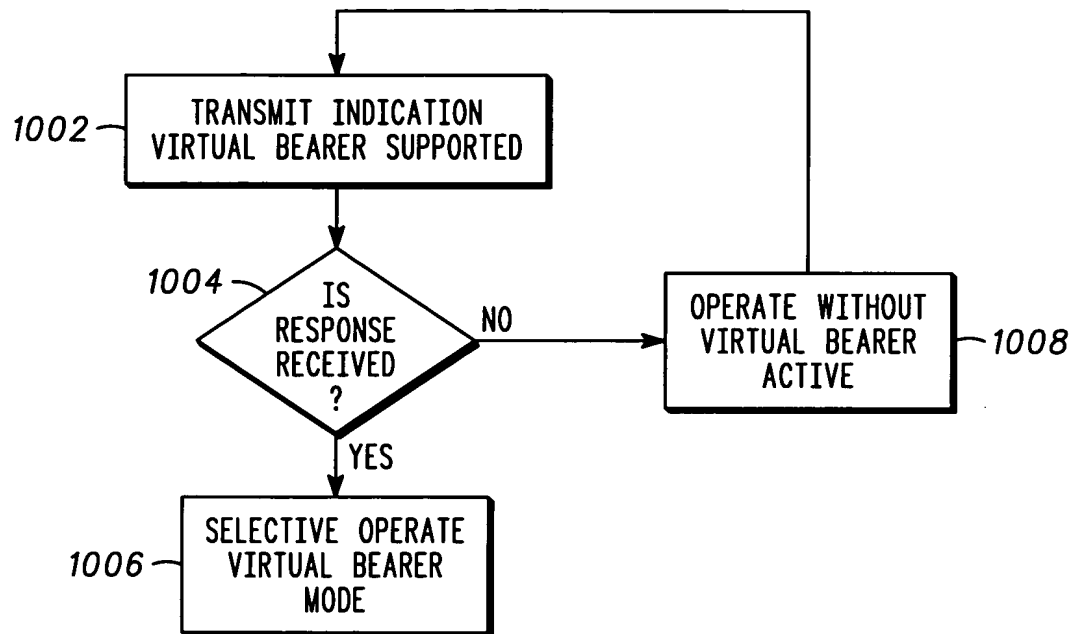 1002
TRANSMIT INDICATION
VIRTUAL BEARER SUPPORTED
1004
IS
RESPONSE
RECEIVED
?
NO
OPERATE WITHOUT
VIRTUAL BEARER
ACTIVE
1008
YES
1006
SELECTIVE OPERATE
VIRTUAL BEARER
MODE